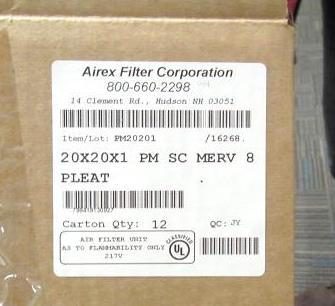 Airex Filter Corporation
800-660-2298
14 Clement Rd., Hudson NH 03051
Item/Lot: PM20201 /16268.
20X20X1 PM SC MERV 8
PLEAT
Carton Qty: 12 QC: JY
AIR FILTER UNIT
AS TO FLAMMABILITY ONLY
217V
CLASSIFIED
UL